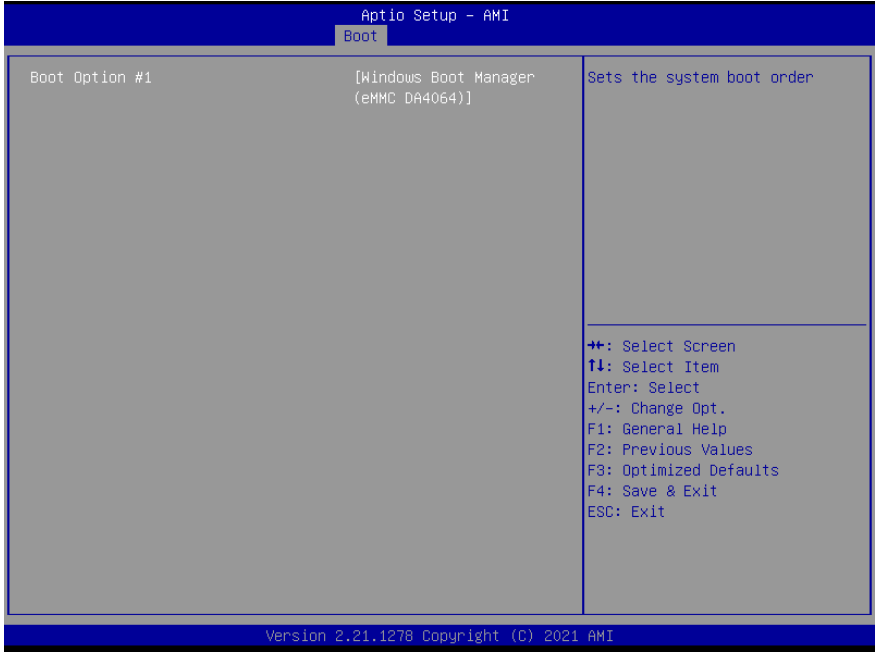 Aptio Setup – AMI
Boot
Boot Option #1
[Windows Boot Manager
(eMMC DA4064)]
Sets the system boot order
→←: Select Screen
↑↓: Select Item
Enter: Select
+/-: Change Opt.
F1: General Help
F2: Previous Values
F3: Optimized Defaults
F4: Save & Exit
ESC: Exit
Version 2.21.1278 Copyright (C) 2021 AMI